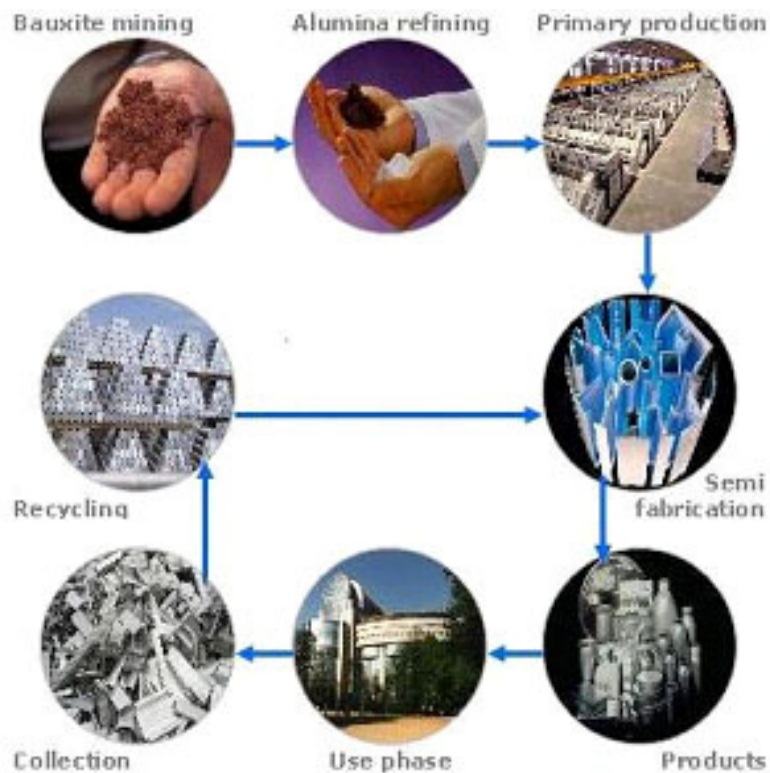 Bauxite mining
Alumina refining
Primary production
Recycling
Semi
fabrication
Collection
Use phase
Products